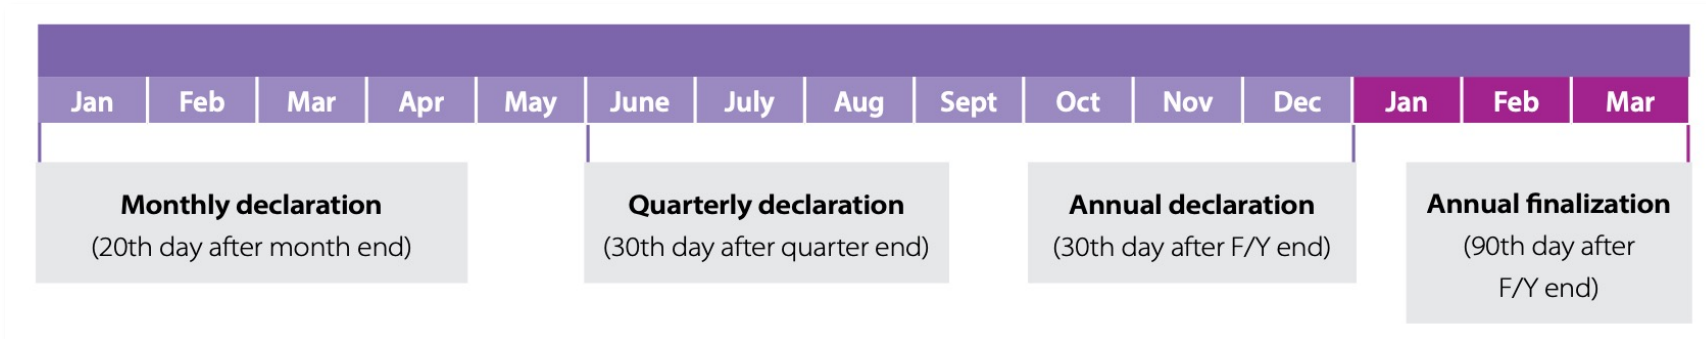 Jan Feb Mar Apr May June July Aug Sept Oct Nov Dec Jan Feb Mar
Monthly declaration
(20th day after month end)
Quarterly declaration
(30th day after quarter end)
Annual declaration
(30th day after F/Y end)
Annual finalization
(90th day after
F/Y end)